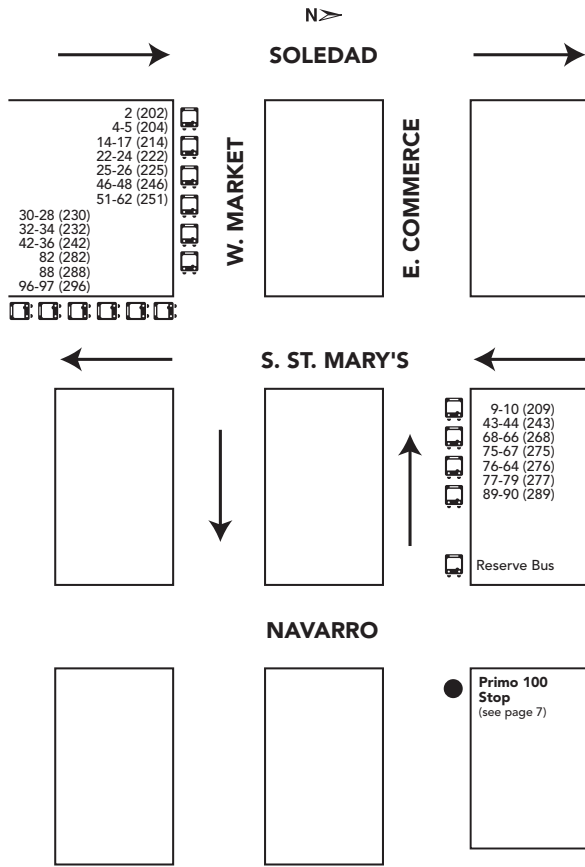 N
SOLEDAD
2 (202)
4-5 (204)
14-17 (214)
22-24 (222)
25-26 (225)
46-48 (246)
51-62 (251)
30-28 (230)
32-34 (232)
42-36 (242)
82 (282)
88 (288)
96-97 (296)
W. MARKET
E. COMMERCE
S. ST. MARY'S
9-10 (209)
43-44 (243)
68-66 (268)
75-67 (275)
76-64 (276)
77-79 (277)
89-90 (289)
Reserve Bus
NAVARRO
Primo 100
Stop
(see page 7)